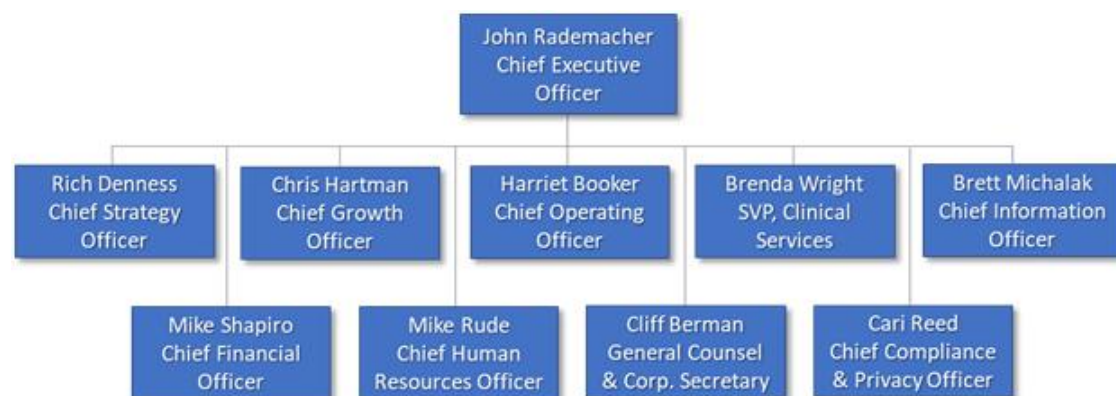 John Rademacher
Chief Executive
Officer
Rich Denness
Chief Strategy
Officer
Chris Hartman
Chief Growth
Officer
Harriet Booker
Chief Operating
Officer
Brenda Wright
SVP, Clinical
Services
Brett Michalak
Chief Information
Officer
Mike Shapiro
Chief Financial
Officer
Mike Rude
Chief Human
Resources Officer
Cliff Berman
General Counsel
& Corp. Secretary
Cari Reed
Chief Compliance
& Privacy Officer